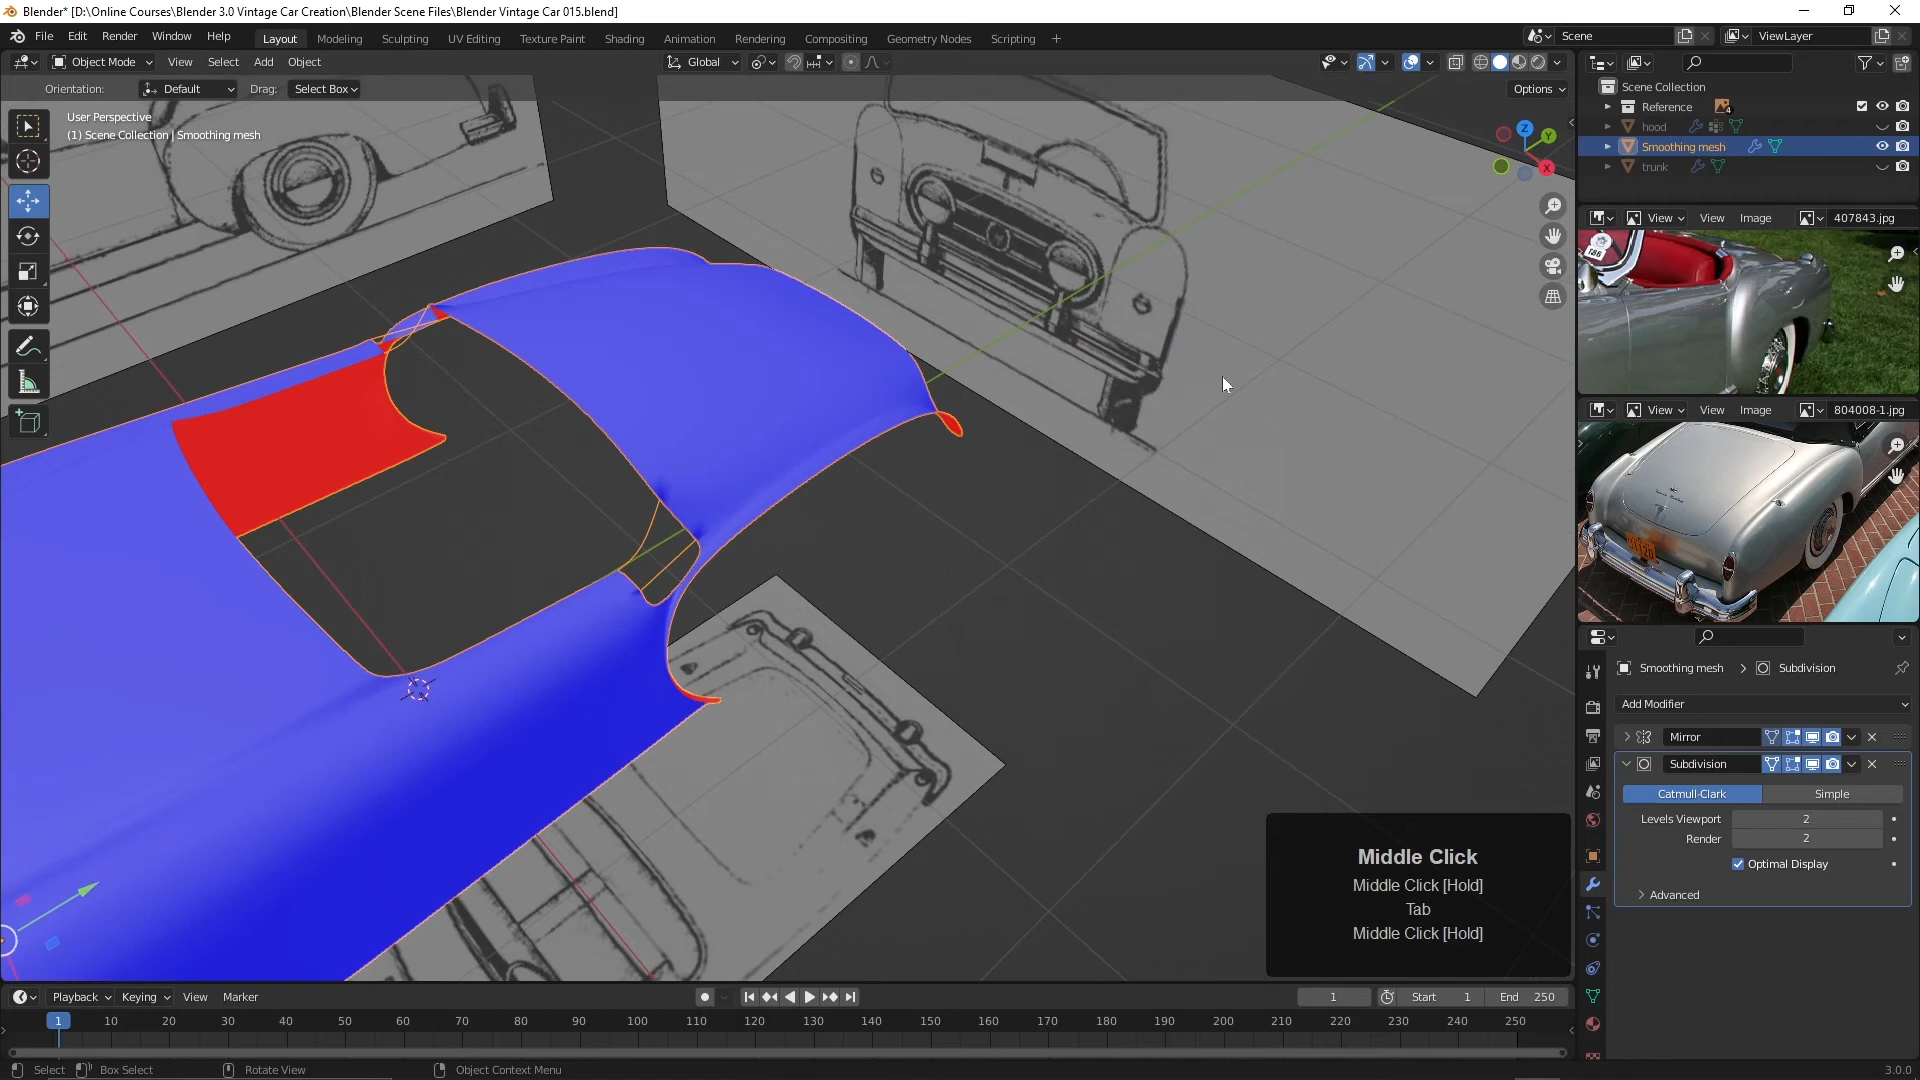 Blender* [D:\Online Courses\Blender 3.0 Vintage Car Creation\Blender Scene Files\Blender Vintage Car 015.blend]
File Edit Render Window Help Layout Modeling Sculpting UV Editing Texture Paint Shading Animation Rendering Compositing Geometry Nodes Scripting + Scene ViewLayer
Object Mode View Select Add Object Global
Orientation: Default Drag: Select Box Options
User Perspective
(1) Scene Collection | Smoothing mesh
Z
Y
X
Scene Collection
Reference 4
hood
Smoothing mesh
trunk
View View Image 407843.jpg
View View Image 804008-1.jpg
Smoothing mesh > Subdivision
Add Modifier
Mirror
Subdivision
Catmull-Clark Simple
Levels Viewport 2
Render 2
Optimal Display
Advanced
Middle Click
Middle Click [Hold]
Tab
Middle Click [Hold]
Playback Keying View Marker 1 Start 1 End 250
1 10 20 30 40 50 60 70 80 90 100 110 120 130 140 150 160 170 180 190 200 210 220 230 240 250
Select Box Select Rotate View Object Context Menu 3.0.0